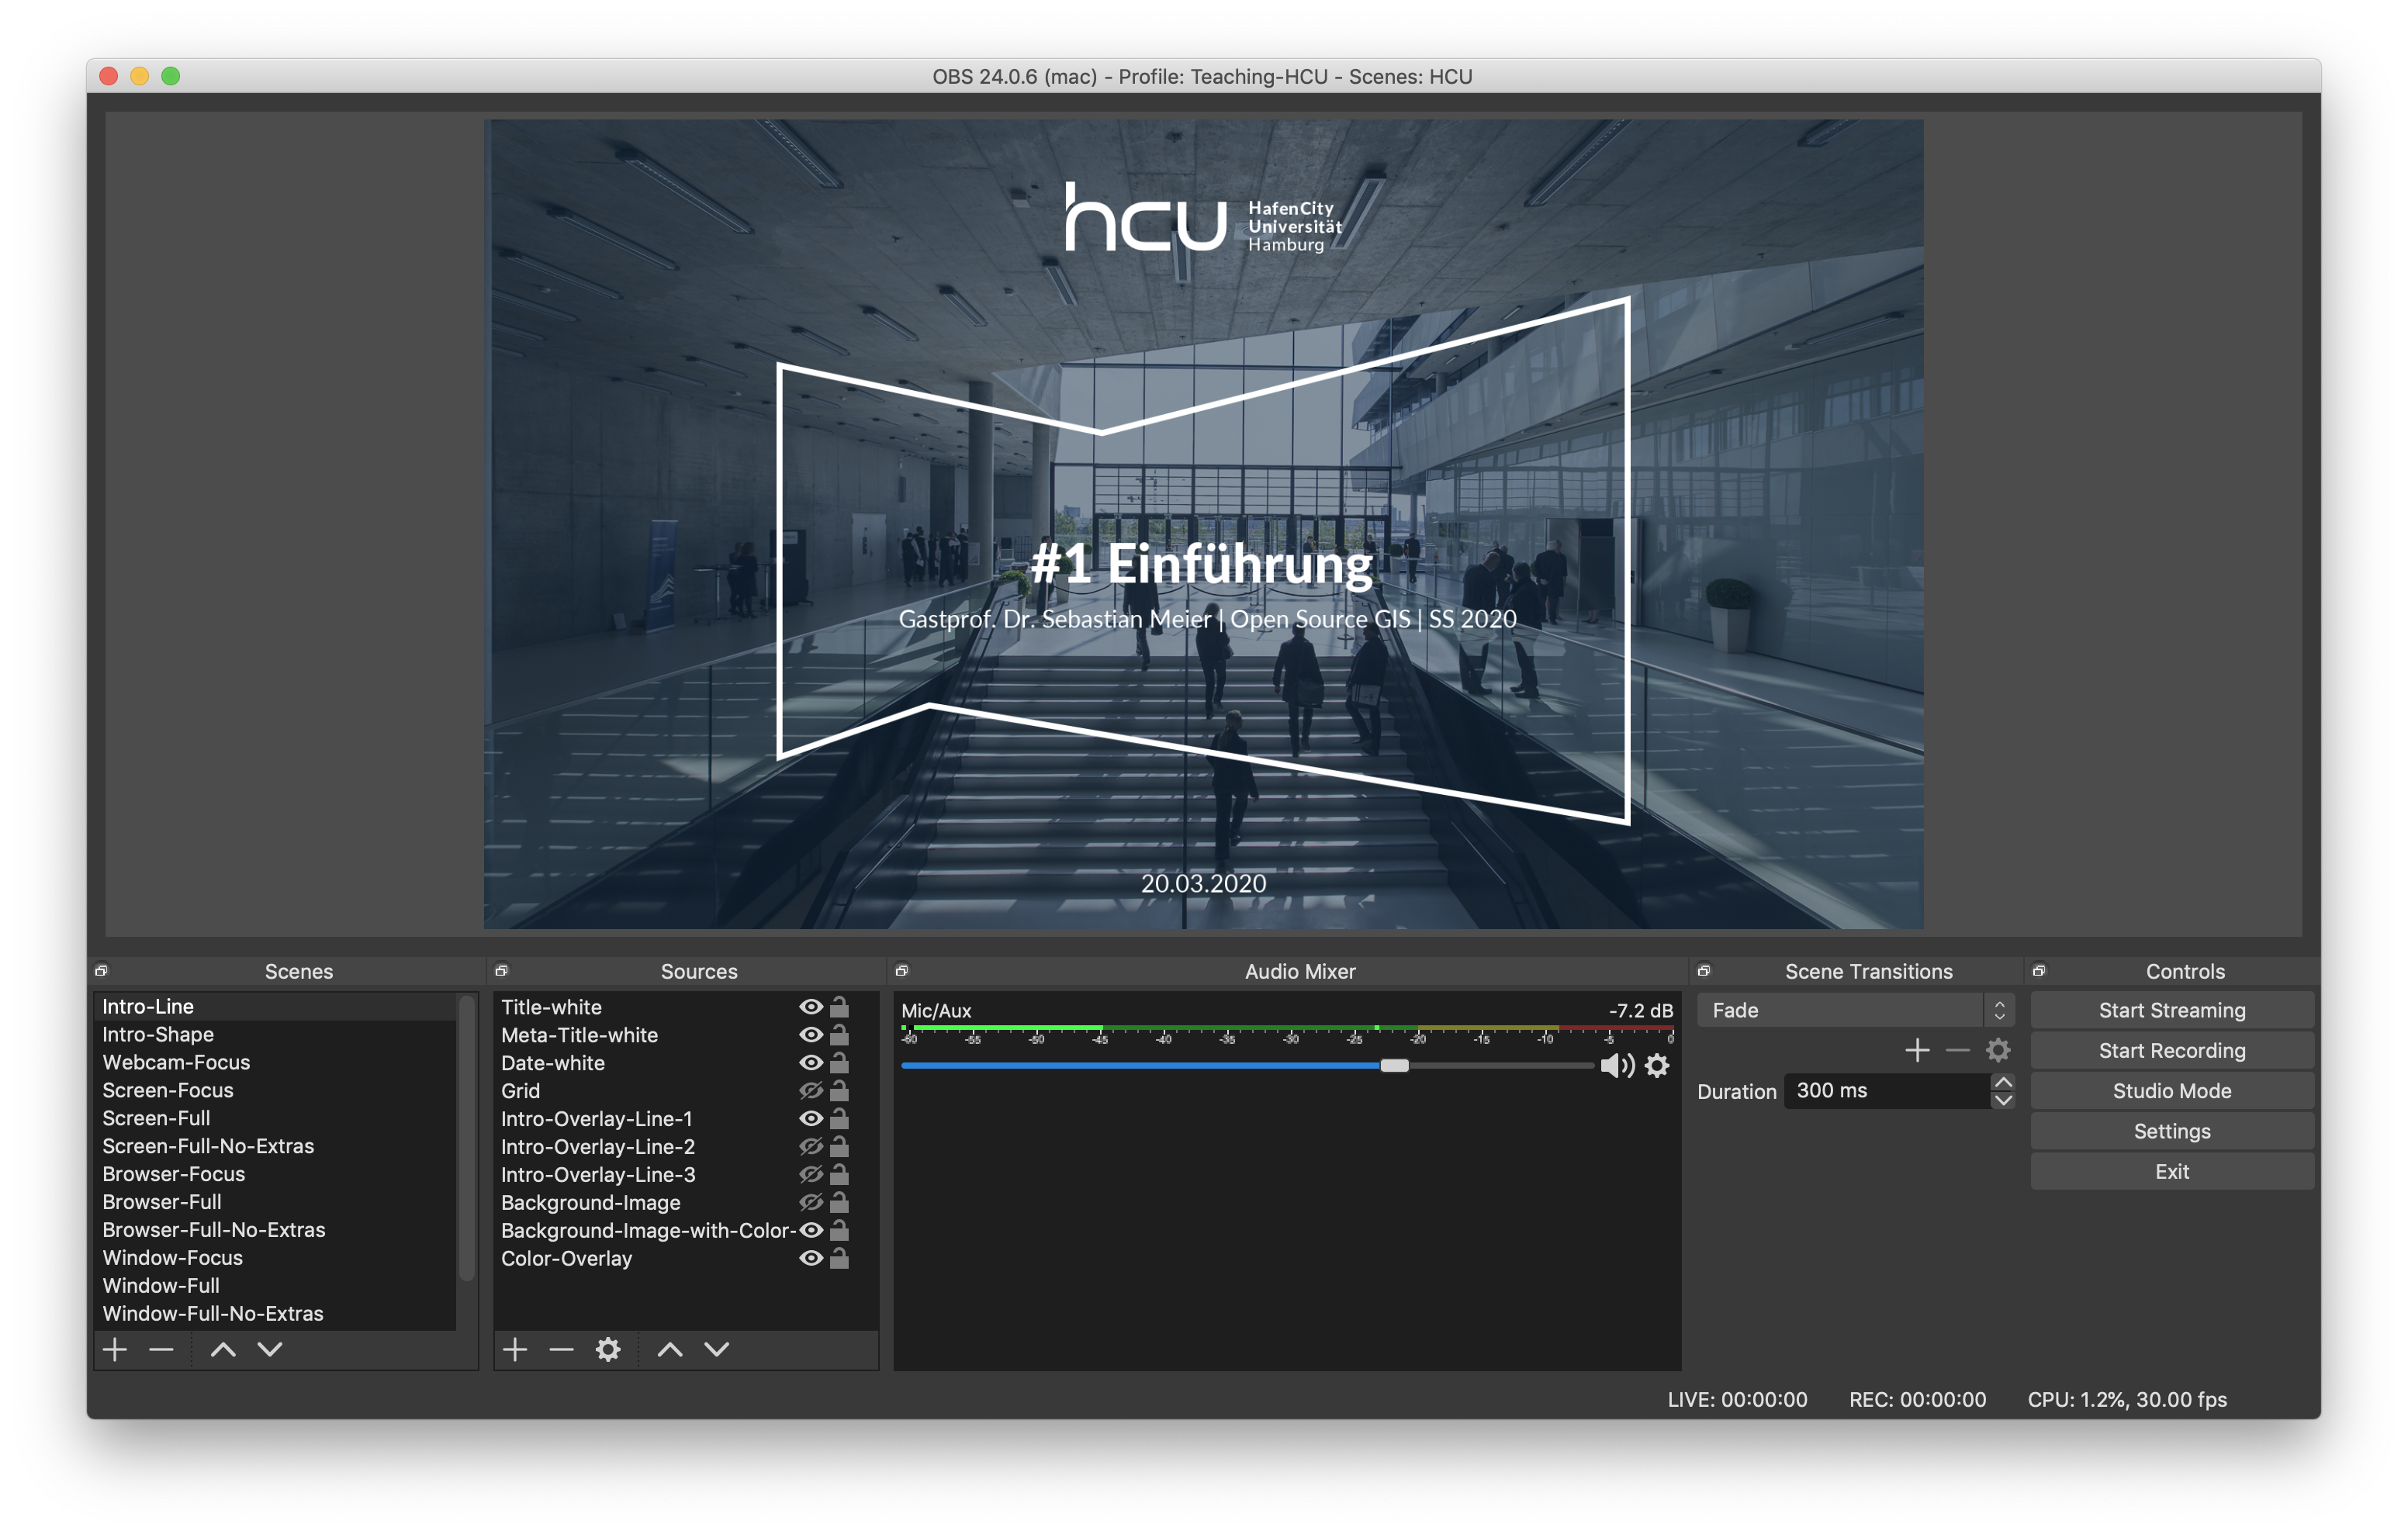 OBS 24.0.6 (mac) - Profile: Teaching-HCU - Scenes: HCU
hcu
HafenCity
Universität
Hamburg
#1 Einführung
Gastprof. Dr. Sebastian Meier | Open Source GIS | SS 2020
20.03.2020
Scenes
Intro-Line
Intro-Shape
Webcam-Focus
Screen-Focus
Screen-Full
Screen-Full-No-Extras
Browser-Focus
Browser-Full
Browser-Full-No-Extras
Window-Focus
Window-Full
Window-Full-No-Extras
Sources
Title-white
Meta-Title-white
Date-white
Grid
Intro-Overlay-Line-1
Intro-Overlay-Line-2
Intro-Overlay-Line-3
Background-Image
Background-Image-with-Color-
Color-Overlay
Audio Mixer
Mic/Aux -7.2 dB
-60 -55 -50 -45 -40 -35 -30 -25 -20 -15 -10 -5 0
Scene Transitions
Fade
Duration 300 ms
Controls
Start Streaming
Start Recording
Studio Mode
Settings
Exit
LIVE: 00:00:00 REC: 00:00:00 CPU: 1.2%, 30.00 fps